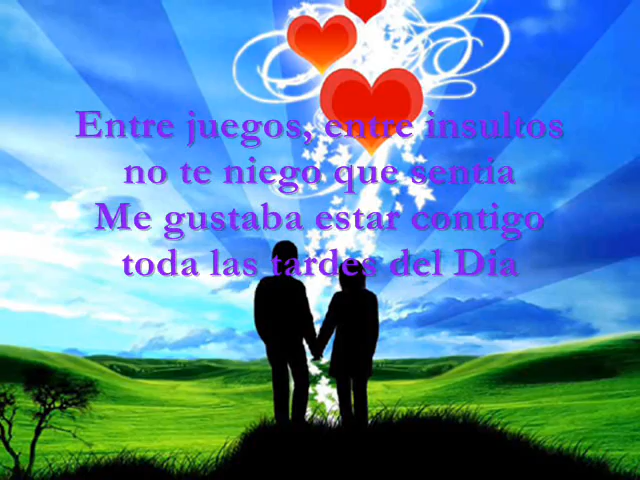 Entre juegos, entre insultos
no te niego que sentia
Me gustaba estar contigo
toda las tardes del Dia